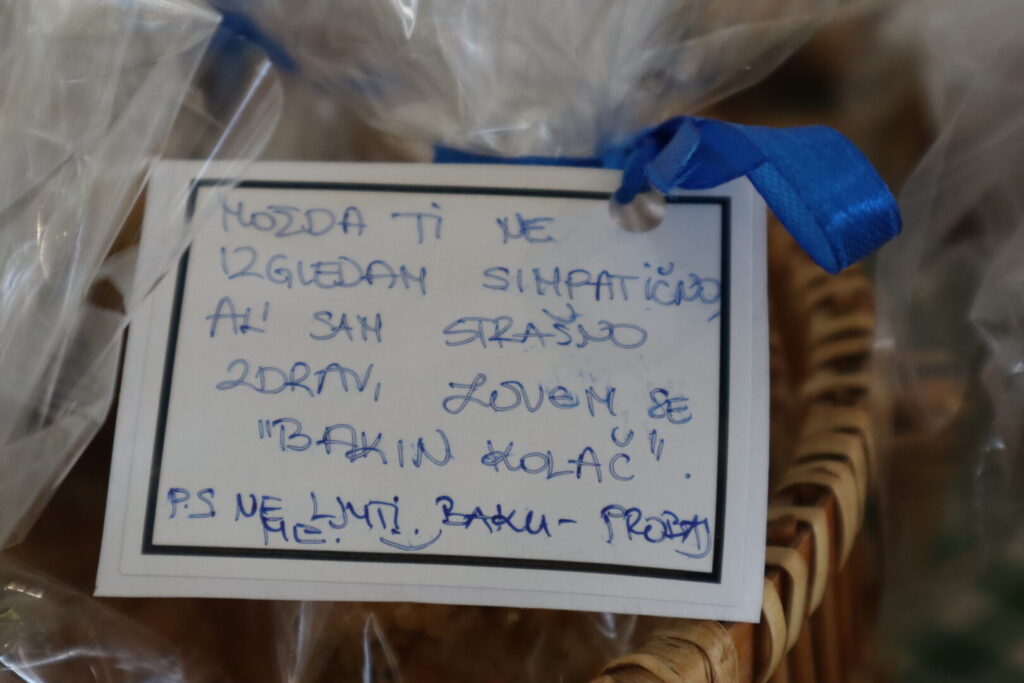 MOŽDA TI NE
IZGLEDAM SIMPATIČNO,
AL' SAM STRAŠNO
ZDRAV, ZOVEM SE
"BAKIN KOLAČ".
P.S NE LJUTI BAKU - PROBAJ
ME.